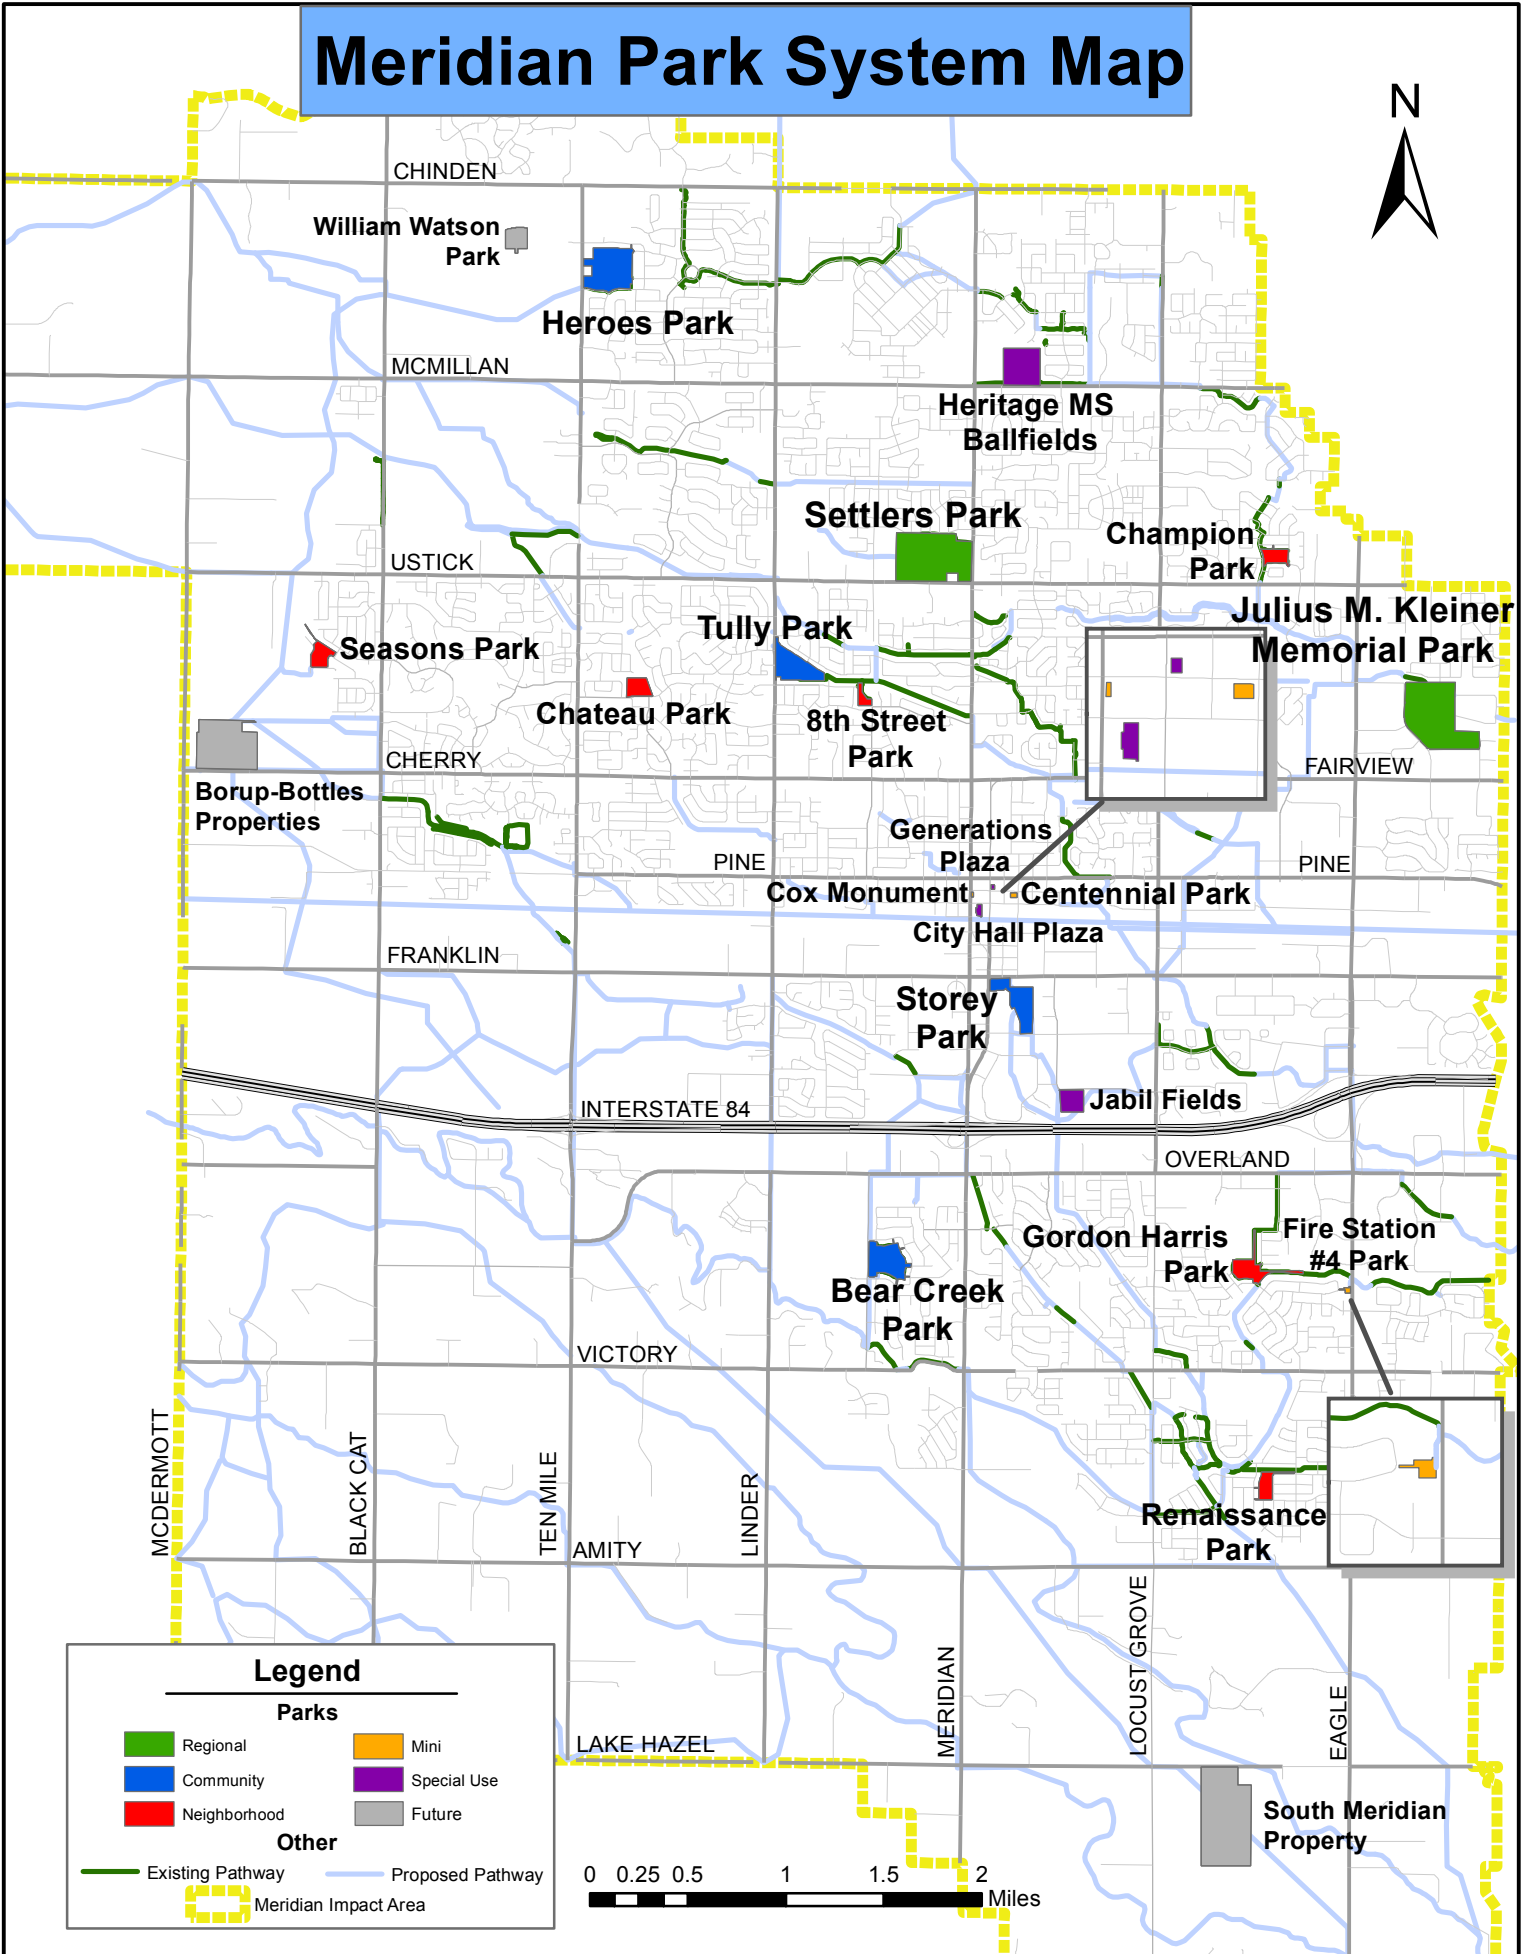 Meridian Park System Map
N
CHINDEN
William Watson
Park
Heroes Park
MCMILLAN
Heritage MS
Ballfields
Settlers Park
Champion
Park
USTICK
Julius M. Kleiner
Memorial Park
Tully Park
Seasons Park
Chateau Park
8th Street
Park
CHERRY
FAIRVIEW
Borup-Bottles
Properties
Generations
Plaza
PINE
PINE
Cox Monument
Centennial Park
City Hall Plaza
FRANKLIN
Storey
Park
Jabil Fields
INTERSTATE 84
OVERLAND
Gordon Harris
Park
Fire Station
#4 Park
Bear Creek
Park
VICTORY
MCDERMOTT
BLACK CAT
TEN MILE
LINDER
Renaissance
Park
AMITY
MERIDIAN
LOCUST GROVE
EAGLE
LAKE HAZEL
South Meridian
Property
Legend
Parks
Regional
Mini
Community
Special Use
Neighborhood
Future
Other
Existing Pathway
Proposed Pathway
Meridian Impact Area
0 0.25 0.5 1 1.5 2
Miles